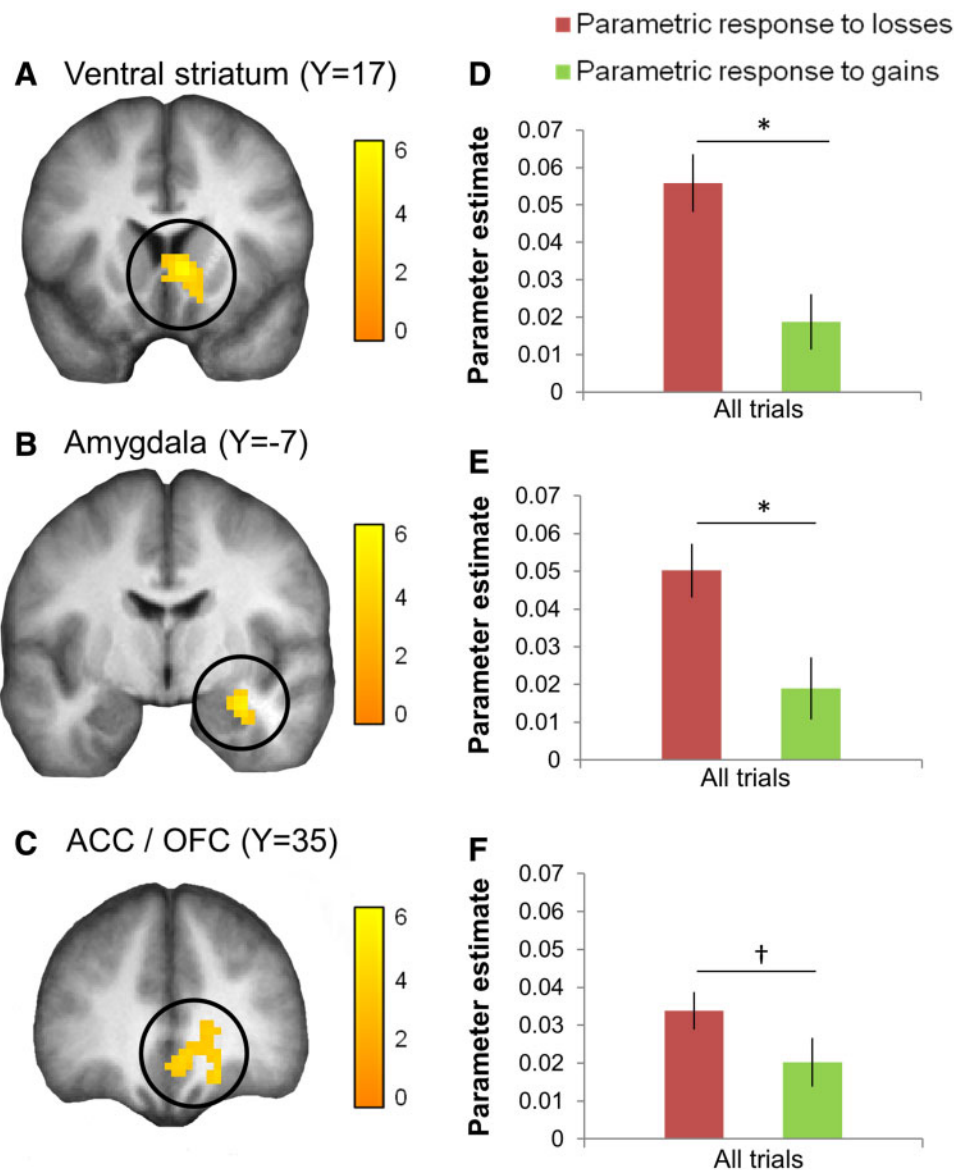 Parametric response to losses
Parametric response to gains
A Ventral striatum (Y=17)
6
4
2
0
D
Parameter estimate
0.07
0.06
0.05
0.04
0.03
0.02
0.01
0
*
All trials
B Amygdala (Y=-7)
6
4
2
0
E
Parameter estimate
0.07
0.06
0.05
0.04
0.03
0.02
0.01
0
*
All trials
C ACC / OFC (Y=35)
6
4
2
0
F
Parameter estimate
0.07
0.06
0.05
0.04
0.03
0.02
0.01
0
†
All trials